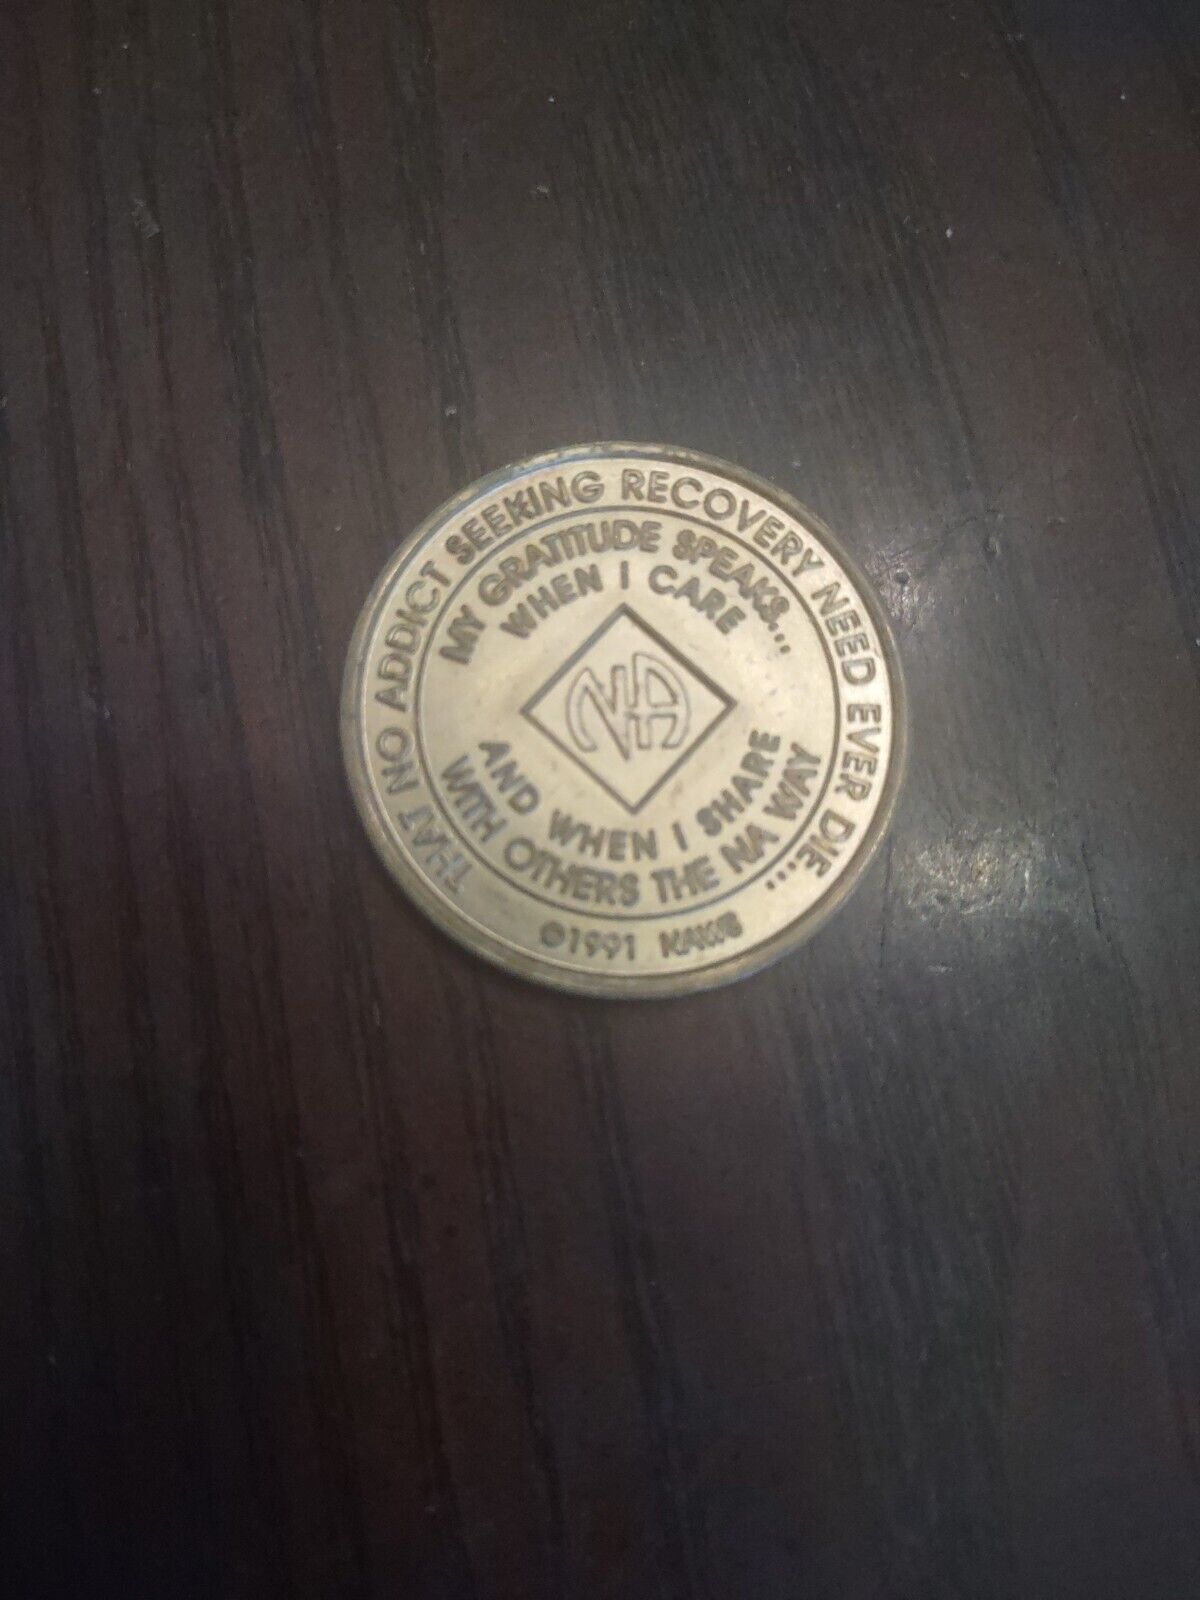 THAT NO ADDICT SEEKING RECOVERY NEED EVER DIE...
MY GRATITUDE SPEAKS...
WHEN I CARE
NA
AND WHEN I SHARE
WITH OTHERS THE NA WAY
©1991 NAWS